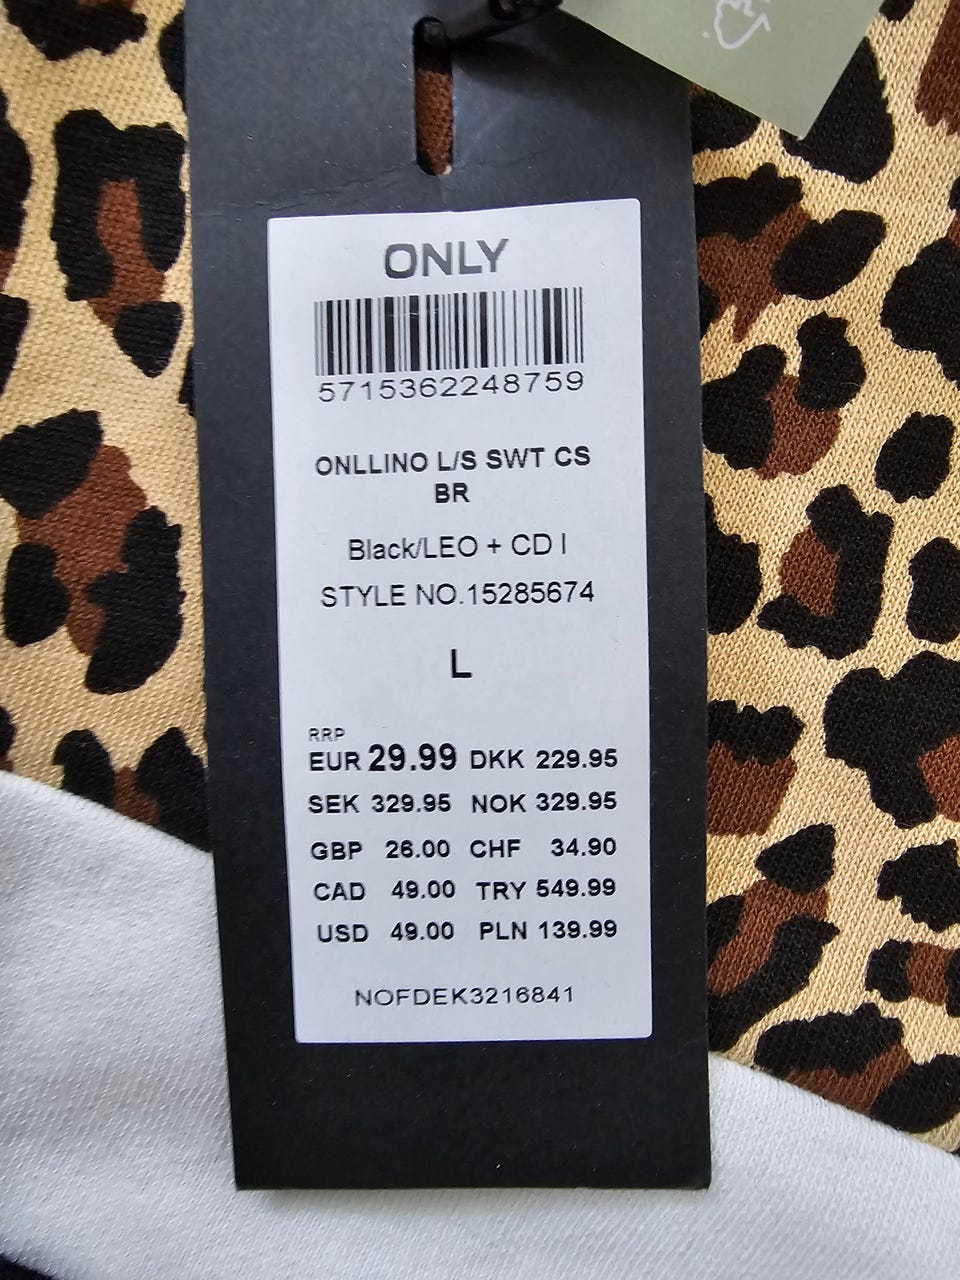 ONLY
5715362248759
ONLLINO L/S SWT CS
BR
Black/LEO + CD I
STYLE NO.15285674
L
RRP
EUR 29.99 DKK 229.95
SEK 329.95 NOK 329.95
GBP 26.00 CHF 34.90
CAD 49.00 TRY 549.99
USD 49.00 PLN 139.99
NOFDEK3216841